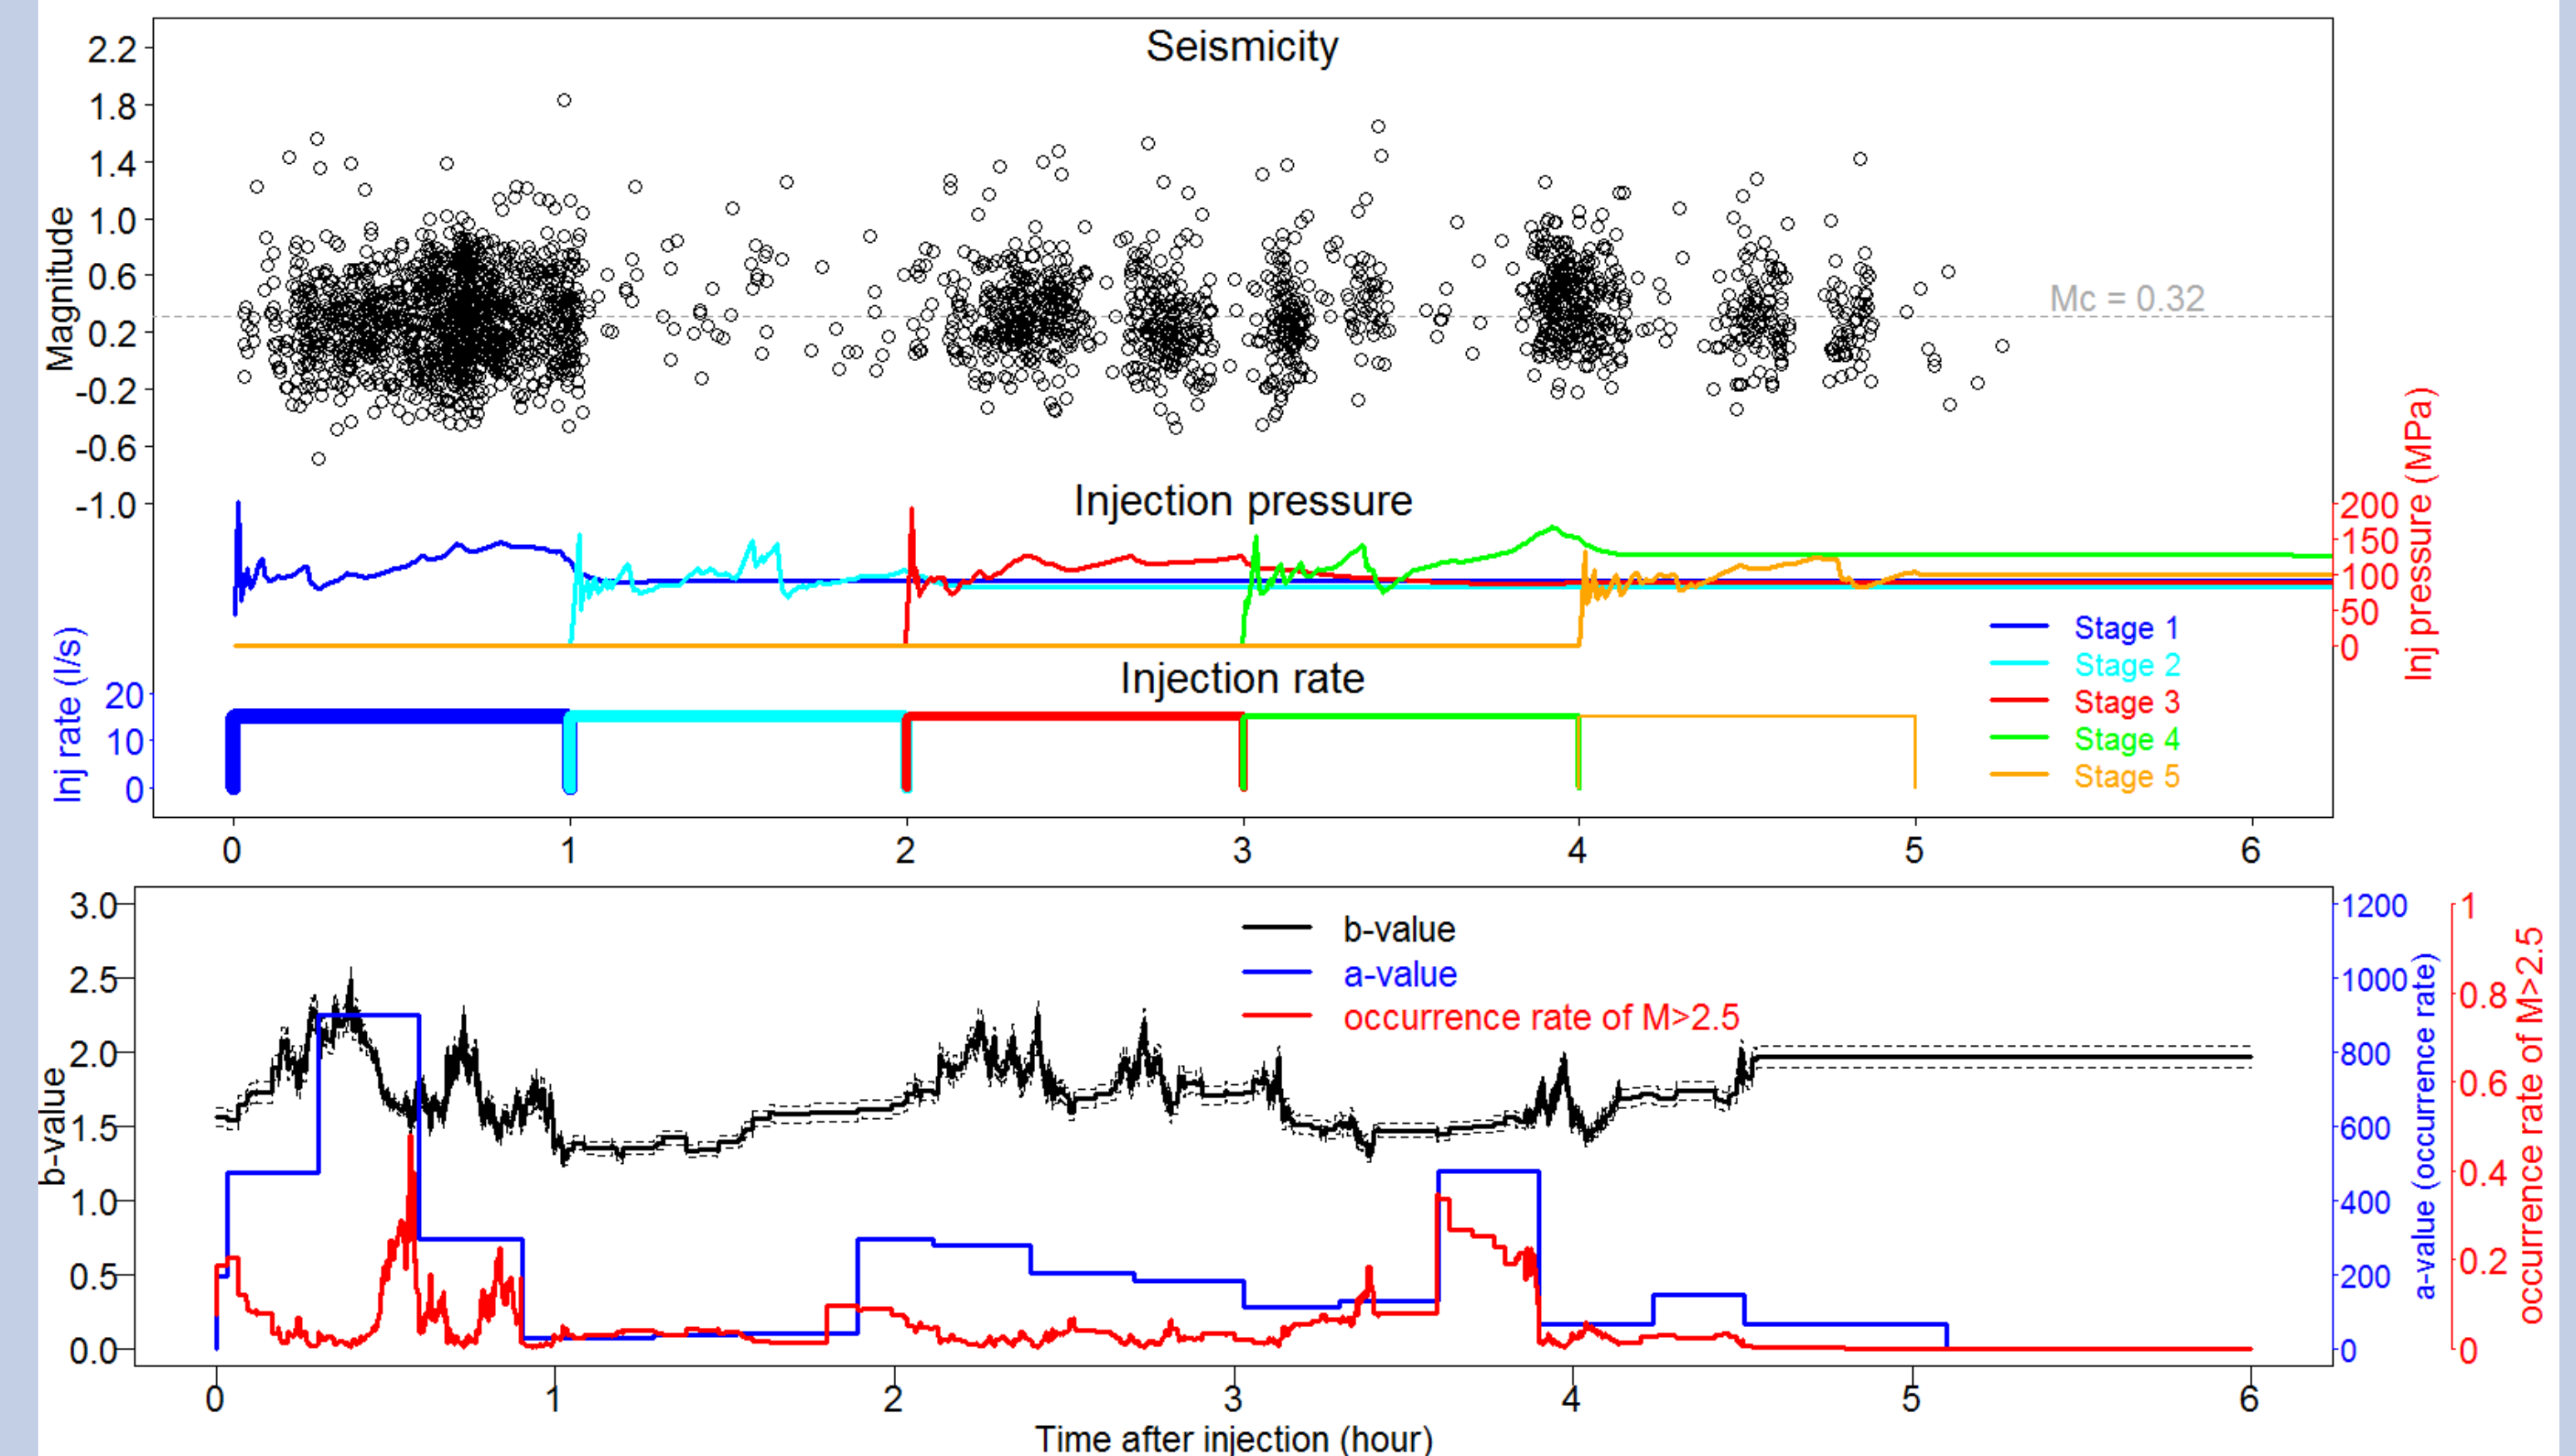 Seismicity
Magnitude
2.2
1.8
1.4
1.0
0.6
0.2
-0.2
-0.6
-1.0
Mc = 0.32
Injection pressure
Inj pressure (MPa)
200
150
100
50
0
Injection rate
Inj rate (l/s)
20
10
0
Stage 1
Stage 2
Stage 3
Stage 4
Stage 5
0 1 2 3 4 5 6
b-value
3.0
2.5
2.0
1.5
1.0
0.5
0.0
b-value
a-value
occurrence rate of M>2.5
1200
1000
800
600
400
200
0
a-value (occurrence rate)
1
0.8
0.6
0.4
0.2
0
occurrence rate of M>2.5
0 1 2 3 4 5 6
Time after injection (hour)